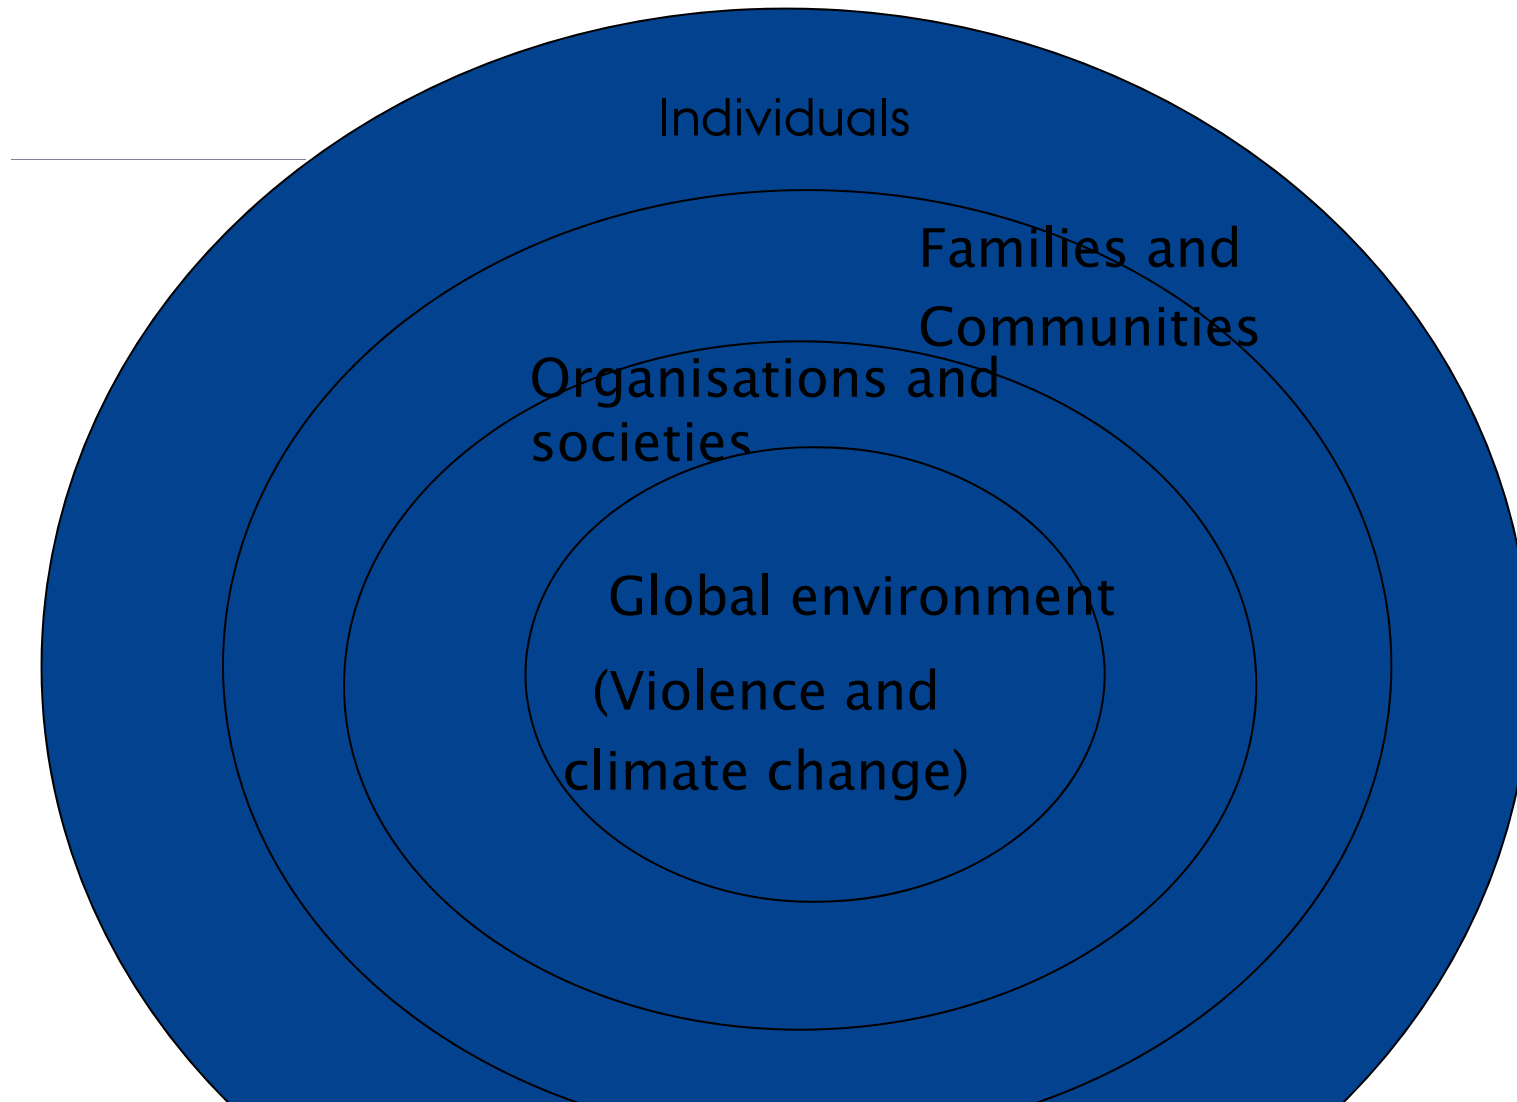 Individuals
Families and
Communities
Organisations and
societies
Global environment
(Violence and
climate change)